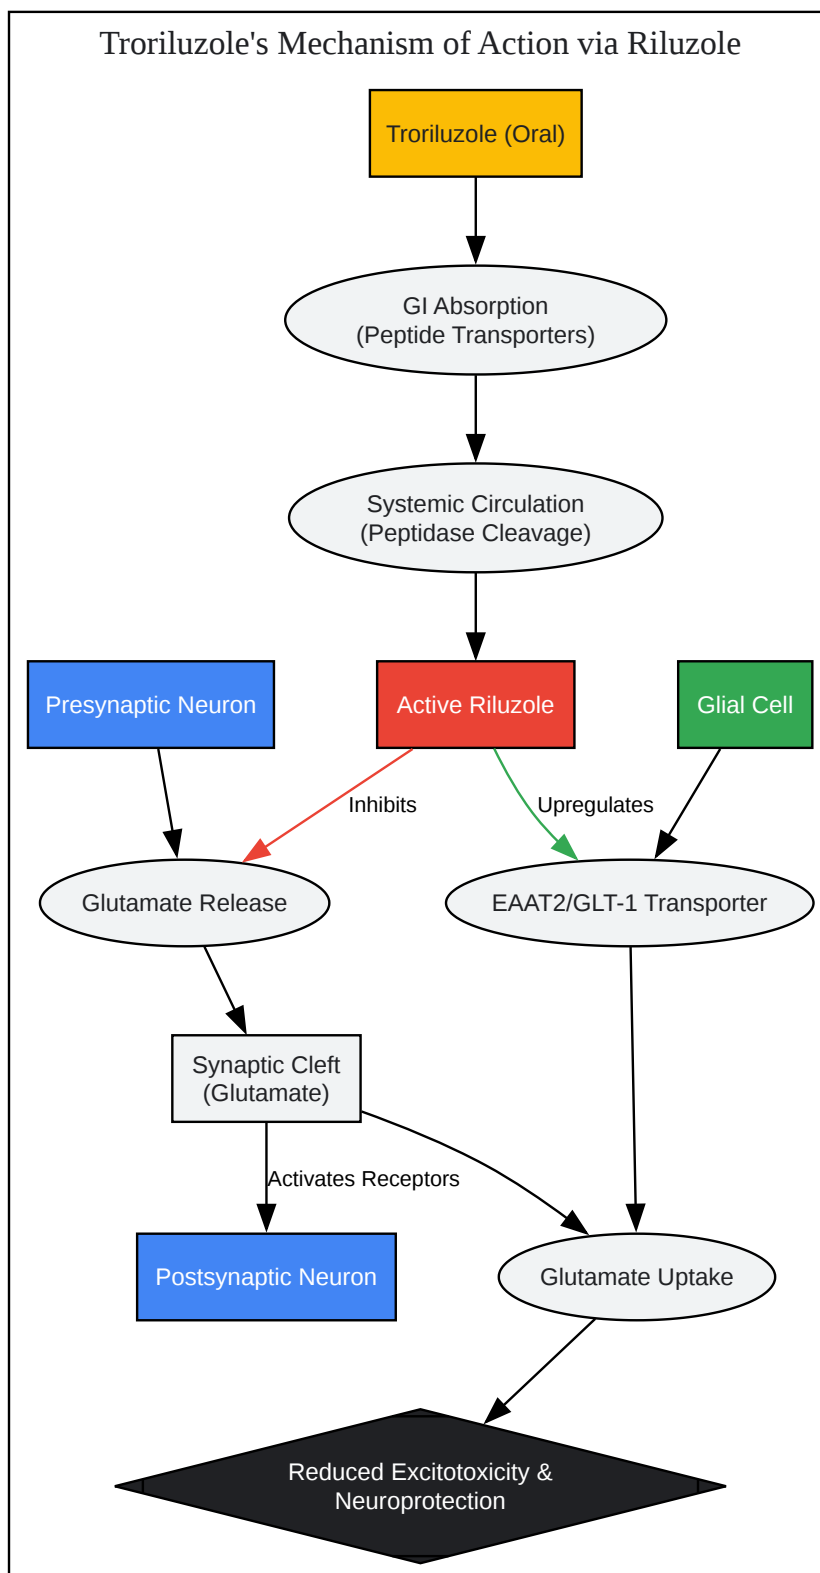 Troriluzole's Mechanism of Action via Riluzole
Troriluzole (Oral)
GI Absorption
(Peptide Transporters)
Systemic Circulation
(Peptidase Cleavage)
Presynaptic Neuron
Active Riluzole
Glial Cell
Inhibits
Upregulates
Glutamate Release
EAAT2/GLT-1 Transporter
Synaptic Cleft
(Glutamate)
Activates Receptors
Postsynaptic Neuron
Glutamate Uptake
Reduced Excitotoxicity &
Neuroprotection